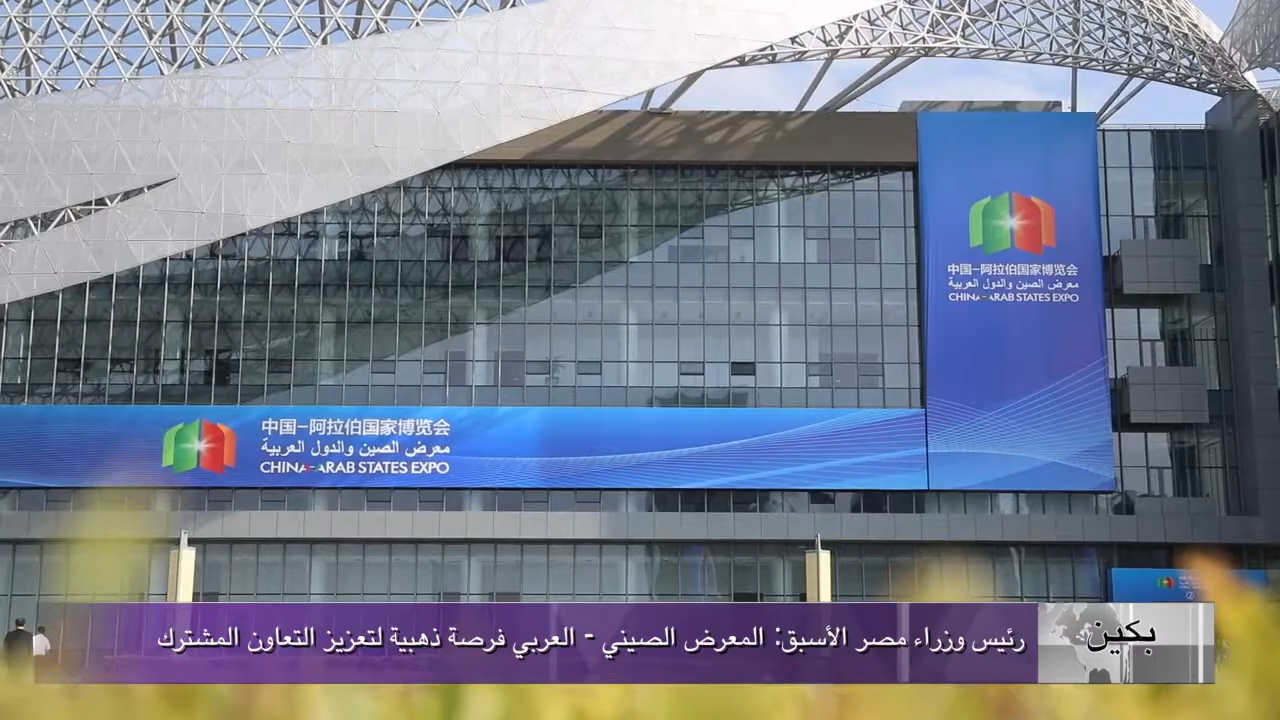 中国-阿拉伯国家博览会
معرض الصين والدول العربية
CHINA-ARAB STATES EXPO
中国-阿拉伯国家博览会
معرض الصين والدول العربية
CHINA-ARAB STATES EXPO
بكين
رئيس وزراء مصر الأسبق: المعرض الصيني - العربي فرصة ذهبية لتعزيز التعاون المشترك